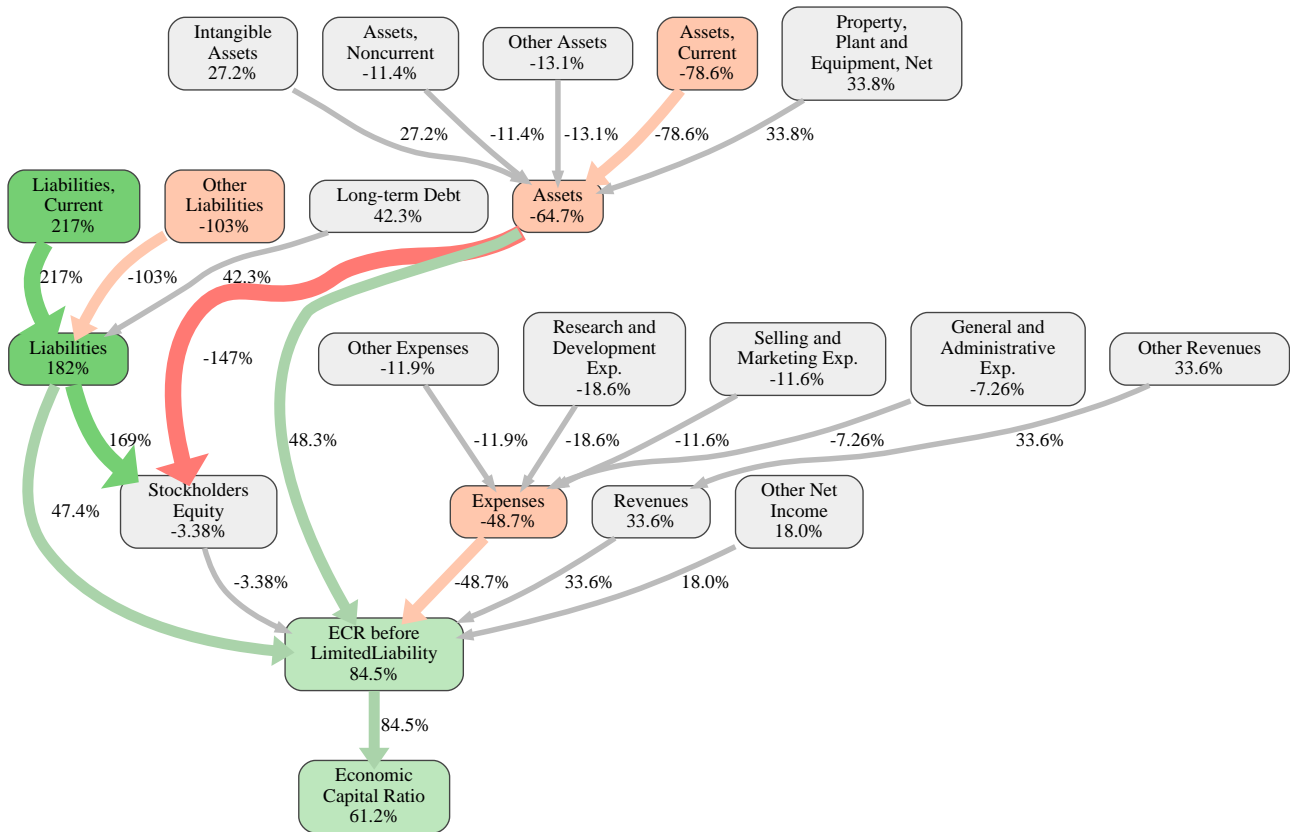 Intangible
Assets
27.2%
Assets,
Noncurrent
-11.4%
Other Assets
-13.1%
Assets,
Current
-78.6%
Property,
Plant and
Equipment, Net
33.8%
27.2%
-11.4%
-13.1%
-78.6%
33.8%
Liabilities,
Current
217%
Other
Liabilities
-103%
Long-term Debt
42.3%
Assets
-64.7%
217%
-103%
42.3%
Liabilities
182%
-147%
Other Expenses
-11.9%
Research and
Development
Exp.
-18.6%
Selling and
Marketing Exp.
-11.6%
General and
Administrative
Exp.
-7.26%
Other Revenues
33.6%
169%
48.3%
-11.9%
-18.6%
-11.6%
-7.26%
33.6%
47.4%
Stockholders
Equity
-3.38%
Expenses
-48.7%
Revenues
33.6%
Other Net
Income
18.0%
-3.38%
-48.7%
33.6%
18.0%
ECR before
LimitedLiability
84.5%
84.5%
Economic
Capital Ratio
61.2%